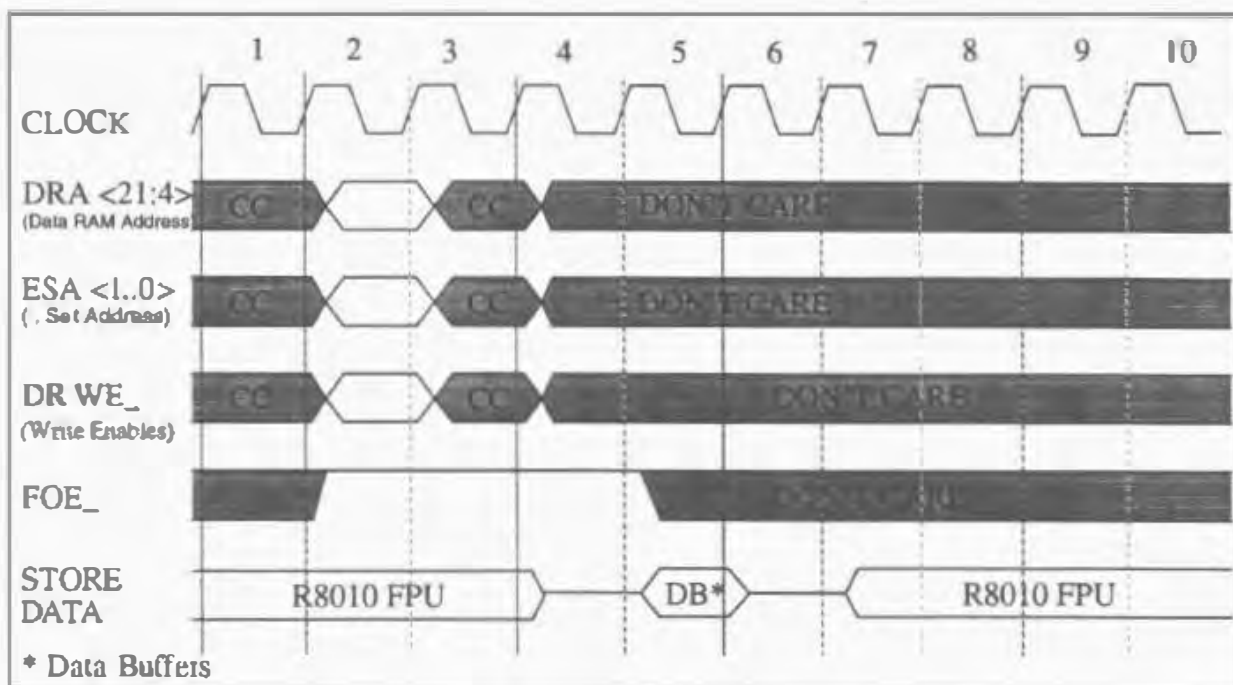 1 2 3 4 5 6 7 8 9 10
CLOCK
DRA <21:4>
(Data RAM Address)
CC CC DON'T CARE
ESA <1..0>
( . Set Address)
CC CC DON'T CARE
DR WE_
(Write Enables)
CC CC DON'T CARE
FOE_
DON'T CARE
STORE
DATA
R8010 FPU DB* R8010 FPU
* Data Buffers